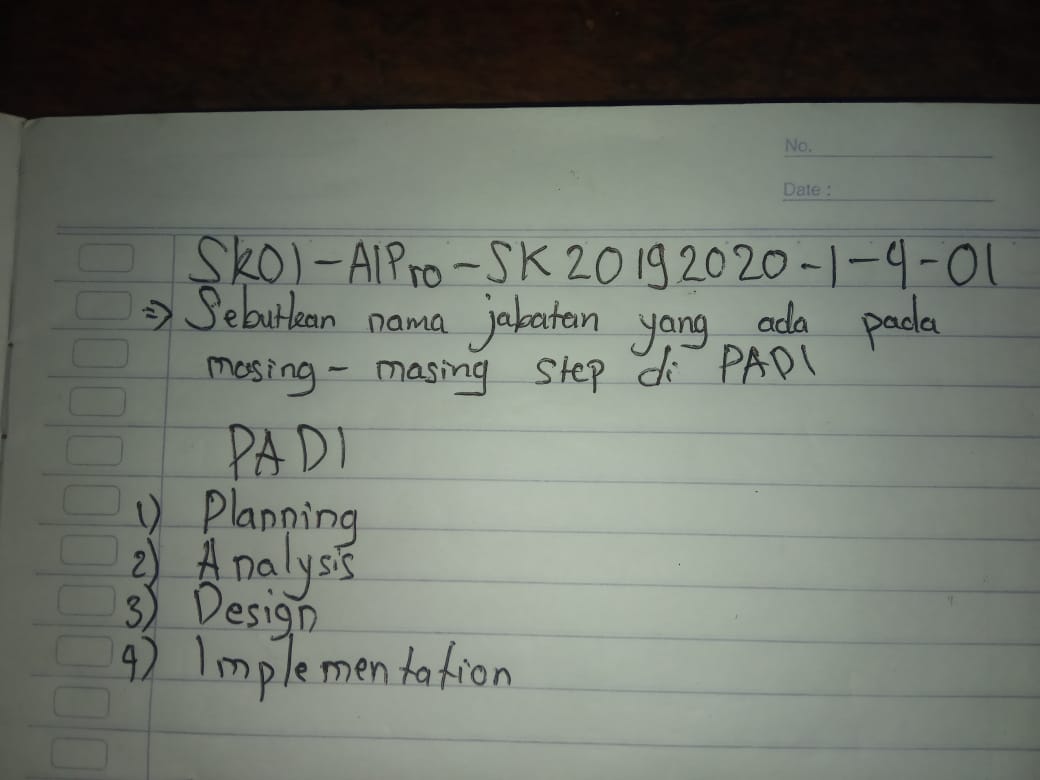 No.
Date :
Sk01-AlPro-SK20192020-1-4-01
⇒ Sebutkan nama jabatan yang ada pada
masing-masing step di PADI
PADI
1) Planning
2) Analysis
3) Design
4) Implementation